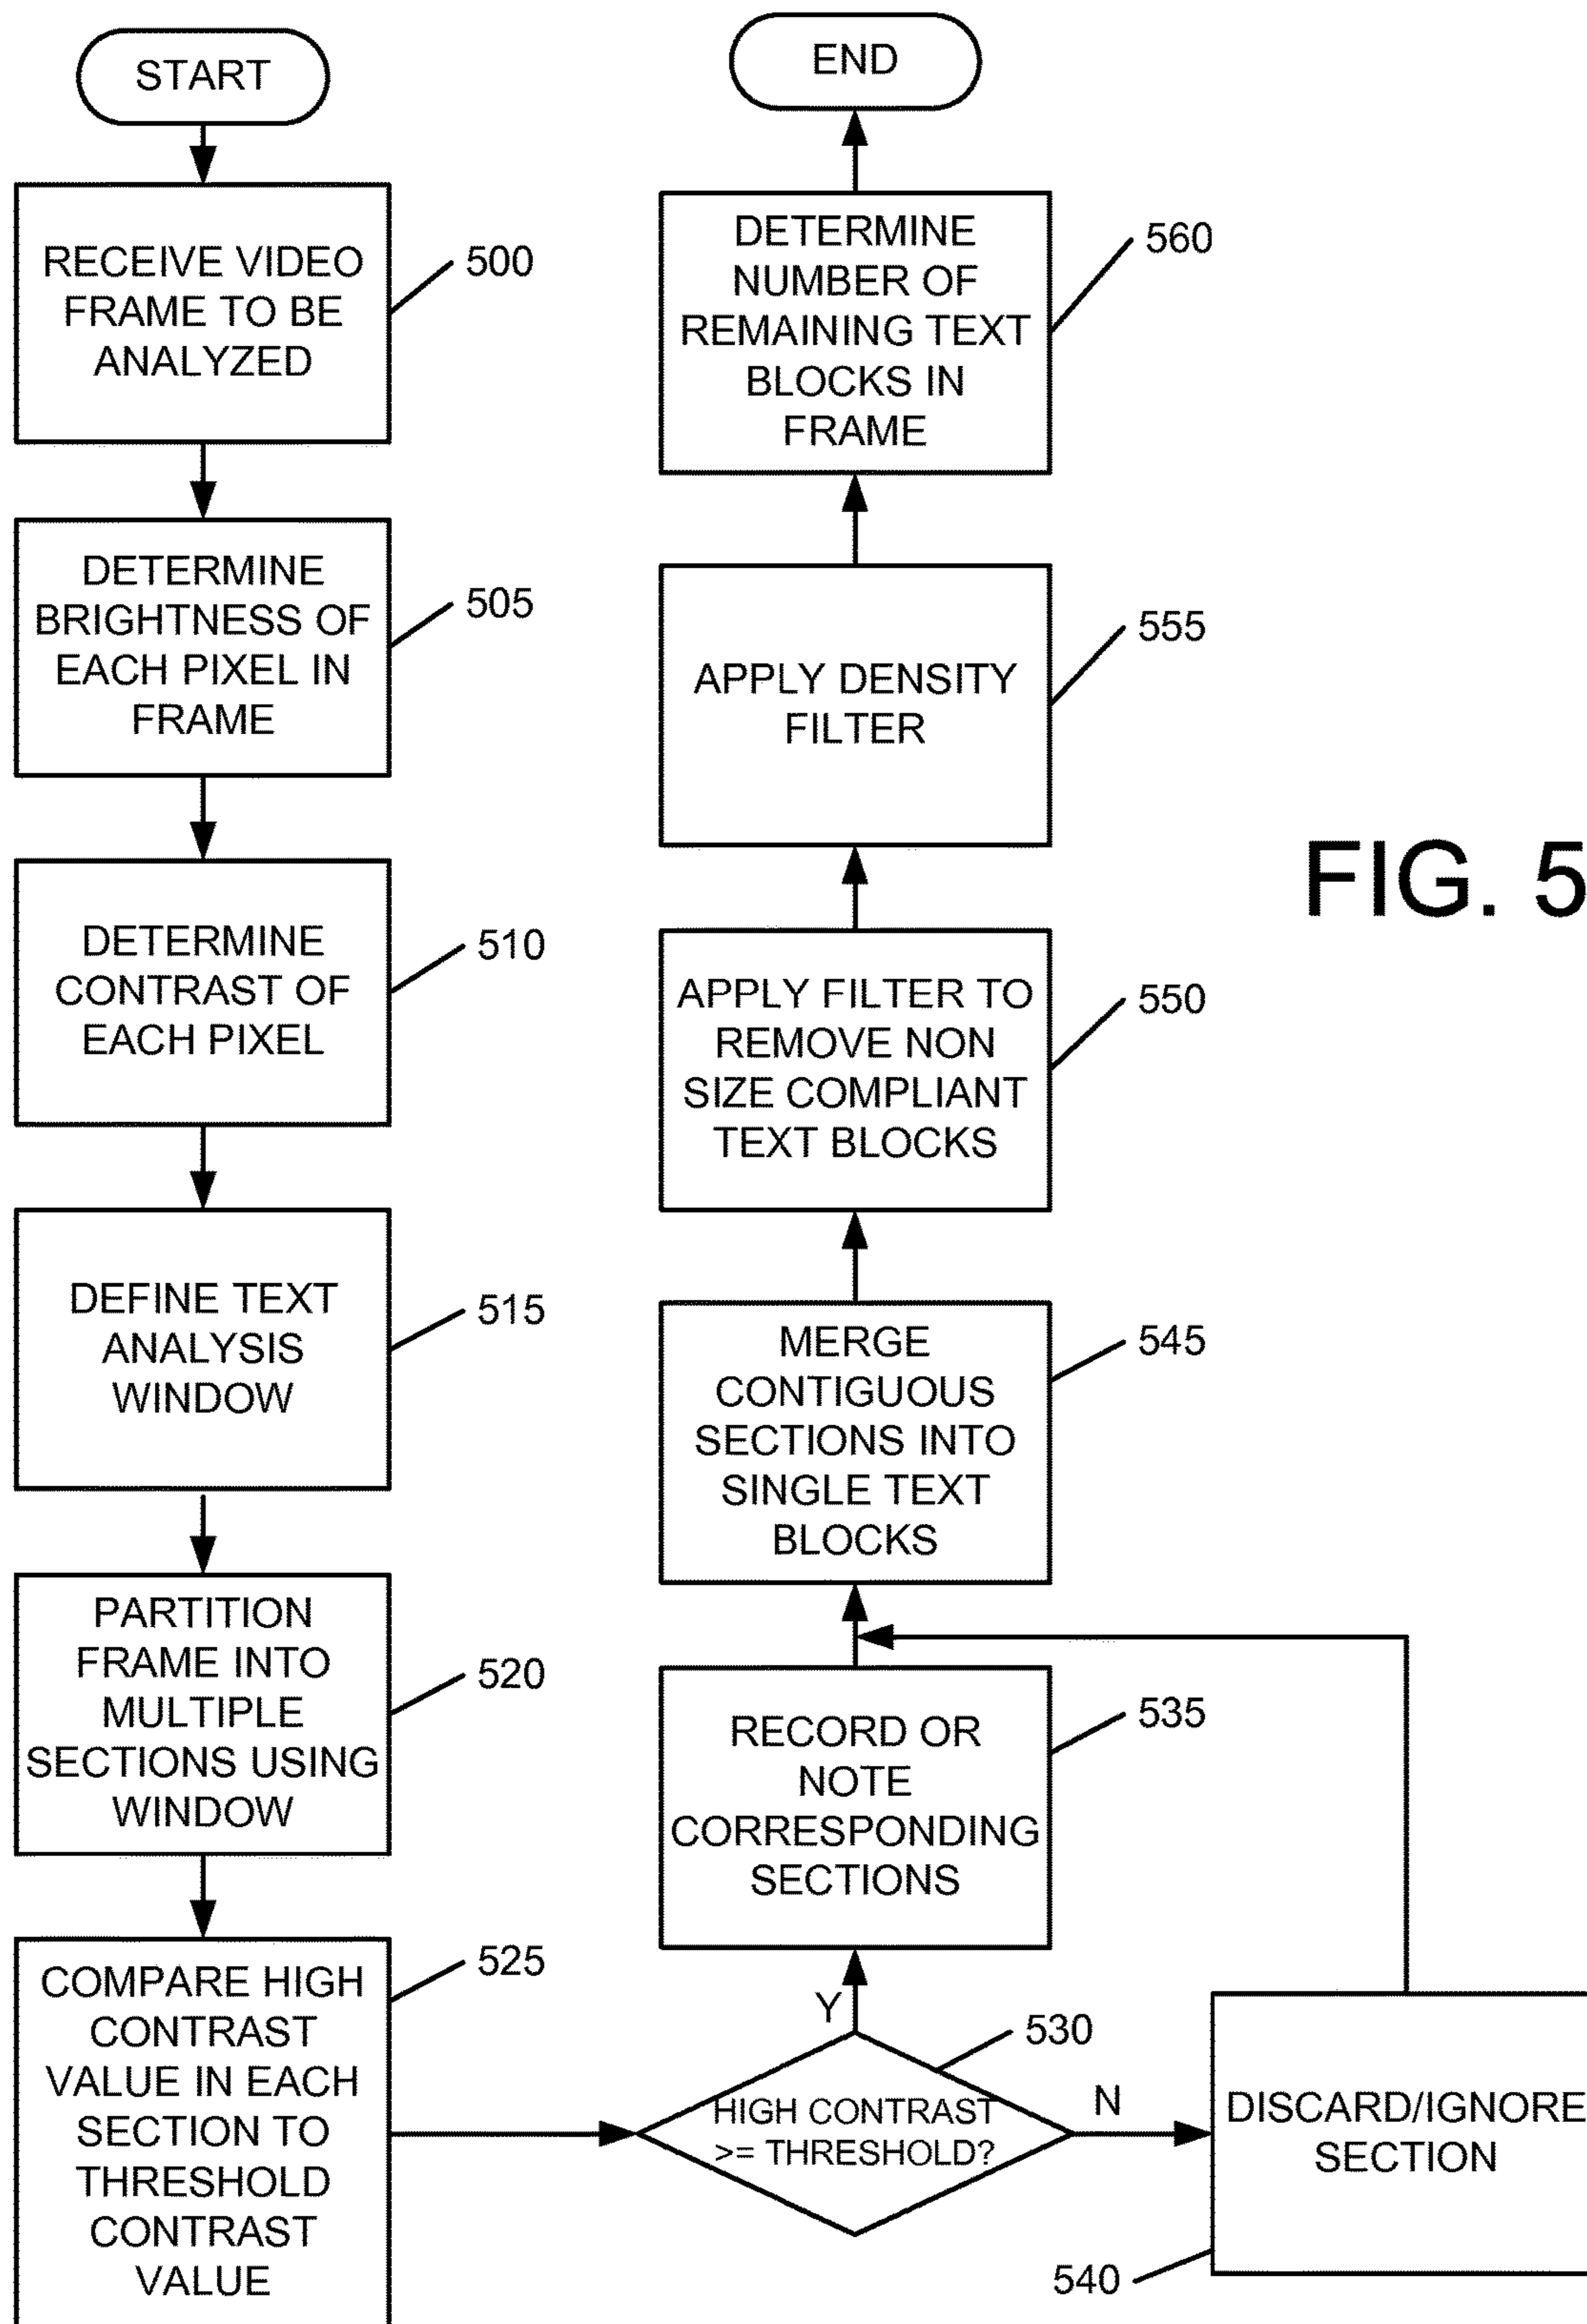 START
RECEIVE VIDEO
FRAME TO BE
ANALYZED
500
DETERMINE
BRIGHTNESS OF
EACH PIXEL IN
FRAME
505
DETERMINE
CONTRAST OF
EACH PIXEL
510
DEFINE TEXT
ANALYSIS
WINDOW
515
PARTITION
FRAME INTO
MULTIPLE
SECTIONS USING
WINDOW
520
COMPARE HIGH
CONTRAST
VALUE IN EACH
SECTION TO
THRESHOLD
CONTRAST
VALUE
525
HIGH CONTRAST
>= THRESHOLD?
530
Y
N
RECORD OR
NOTE
CORRESPONDING
SECTIONS
535
DISCARD/IGNORE
SECTION
540
MERGE
CONTIGUOUS
SECTIONS INTO
SINGLE TEXT
BLOCKS
545
APPLY FILTER TO
REMOVE NON
SIZE COMPLIANT
TEXT BLOCKS
550
APPLY DENSITY
FILTER
555
DETERMINE
NUMBER OF
REMAINING TEXT
BLOCKS IN
FRAME
560
END
FIG. 5